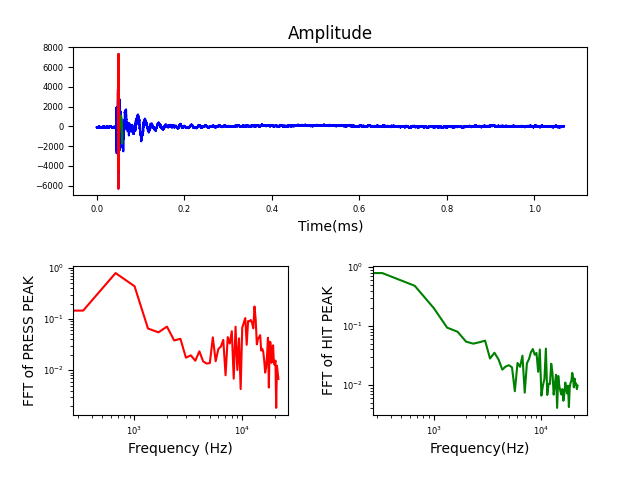 Amplitude
8000
6000
4000
2000
0
−2000
−4000
−6000
0.0 0.2 0.4 0.6 0.8 1.0
Time(ms)
FFT of PRESS PEAK
10⁰
10⁻¹
10⁻²
10³ 10⁴
Frequency (Hz)
FFT of HIT PEAK
10⁰
10⁻¹
10⁻²
10³ 10⁴
Frequency(Hz)